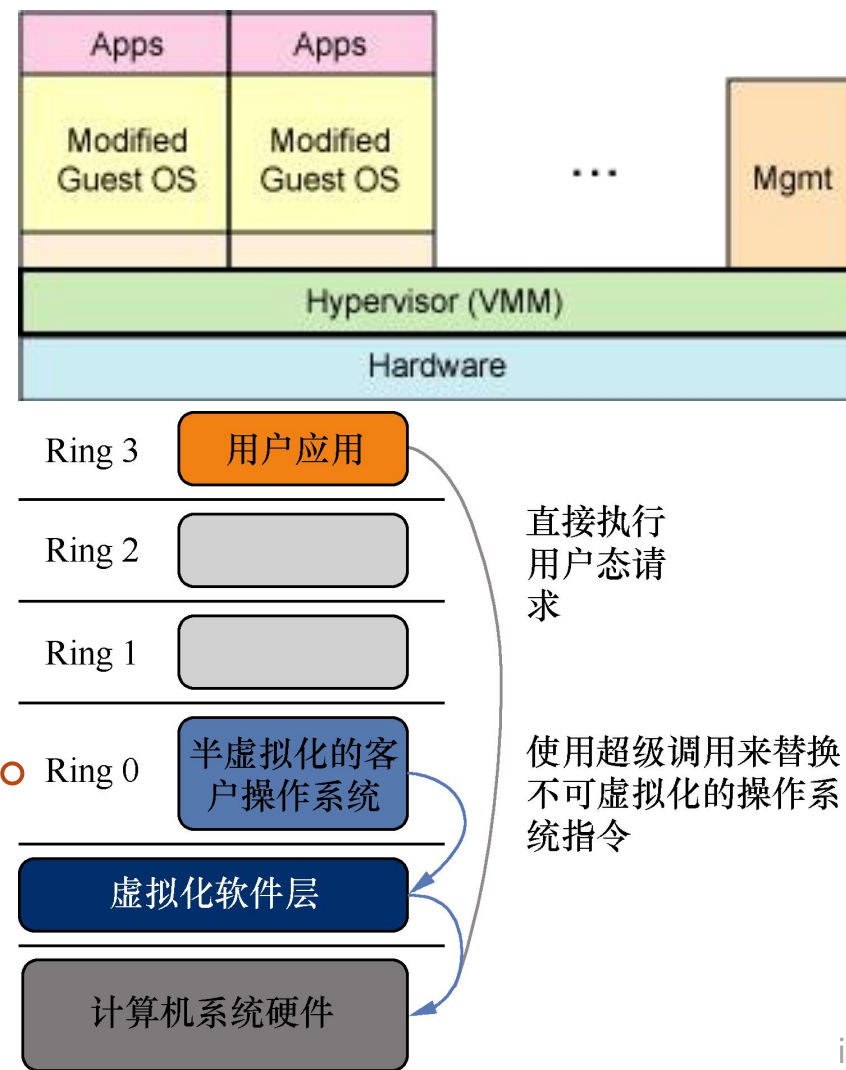 Apps
Apps
Modified
Guest OS
Modified
Guest OS
...
Mgmt
Hypervisor (VMM)
Hardware
Ring 3
用户应用
直接执行
用户态请
求
Ring 2
Ring 1
Ring 0
半虚拟化的客
户操作系统
使用超级调用来替换
不可虚拟化的操作系
统指令
虚拟化软件层
计算机系统硬件
i